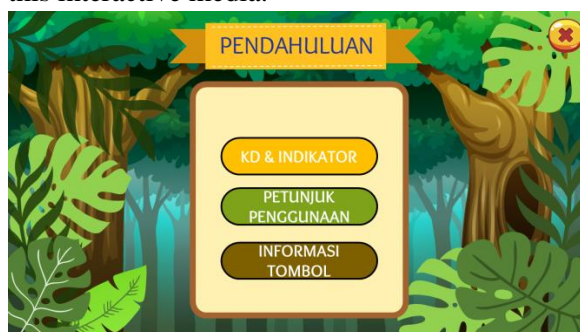 this interactive media.
PENDAHULUAN
KD & INDIKATOR
PETUNJUK
PENGGUNAAN
INFORMASI
TOMBOL